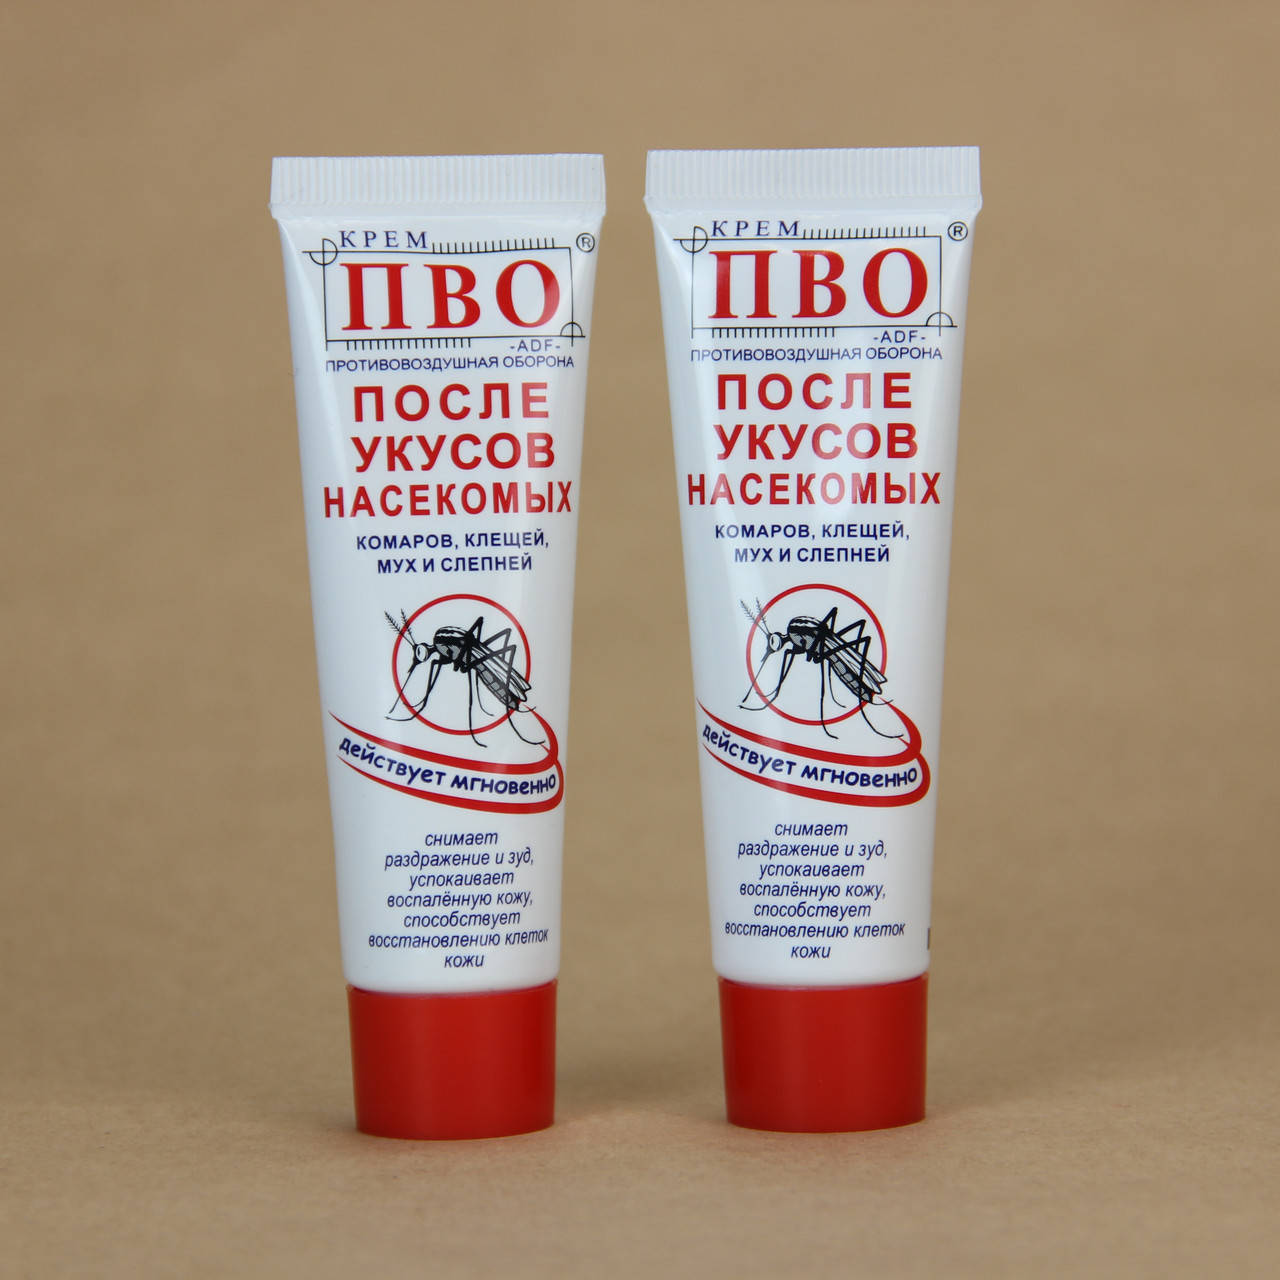 КРЕМ
ПВО ®
-ADF-
ПРОТИВОВОЗДУШНАЯ ОБОРОНА
ПОСЛЕ
УКУСОВ
НАСЕКОМЫХ
КОМАРОВ, КЛЕЩЕЙ,
МУХ И СЛЕПНЕЙ
действует мгновенно
снимает
раздражение и зуд,
успокаивает
воспалённую кожу,
способствует
восстановлению клеток
кожи
КРЕМ
ПВО ®
-ADF-
ПРОТИВОВОЗДУШНАЯ ОБОРОНА
ПОСЛЕ
УКУСОВ
НАСЕКОМЫХ
КОМАРОВ, КЛЕЩЕЙ,
МУХ И СЛЕПНЕЙ
действует мгновенно
снимает
раздражение и зуд,
успокаивает
воспалённую кожу,
способствует
восстановлению клеток
кожи